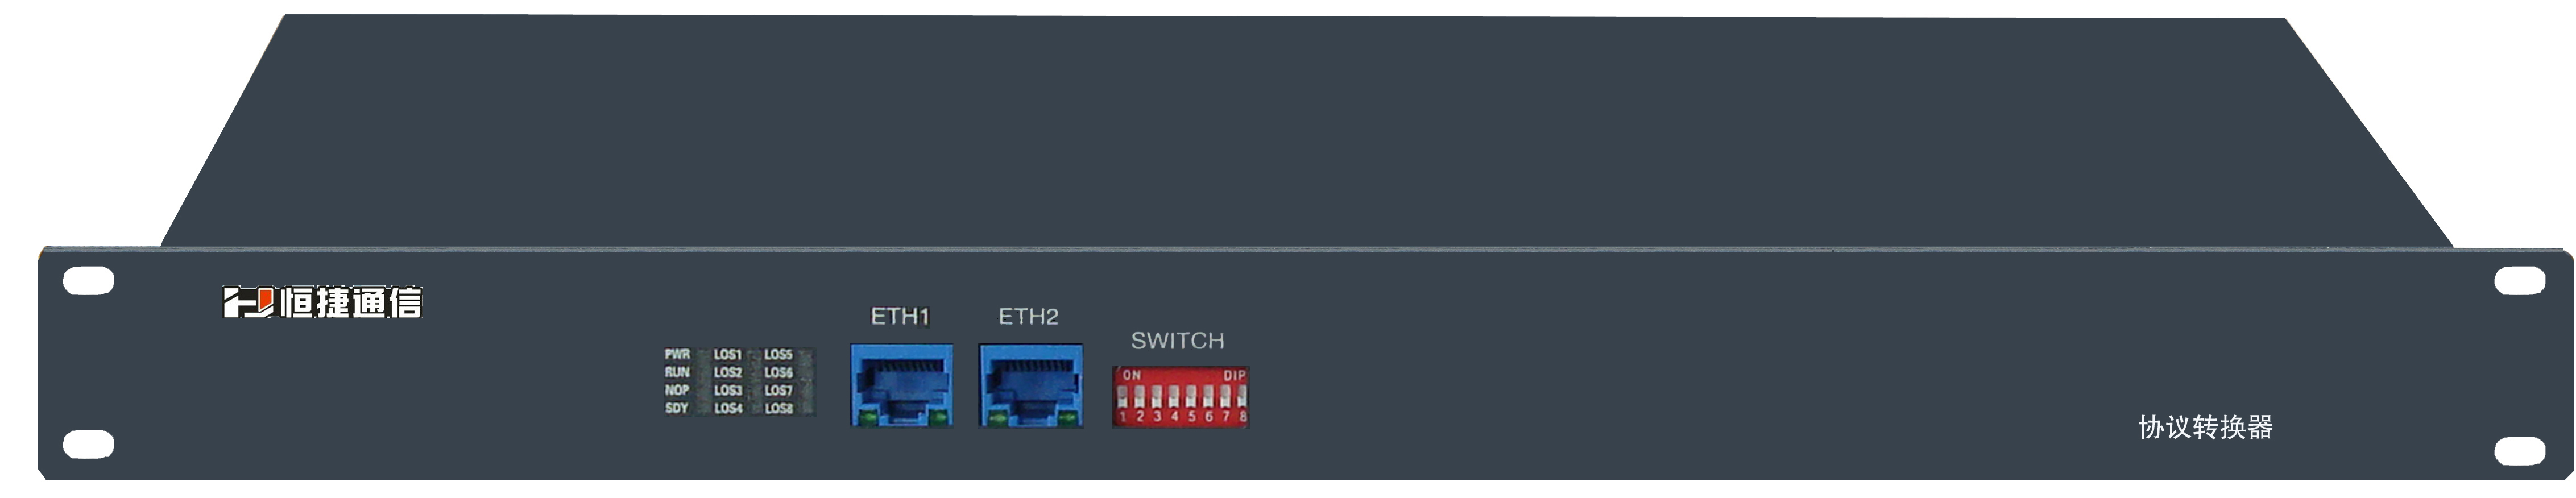 恒捷通信
ETH1
ETH2
SWITCH
PWR LOS1 LOS5
RUN LOS2 LOS6
NOP LOS3 LOS7
SDY LOS4 LOS8
ON DIP
1 2 3 4 5 6 7 8
协议转换器